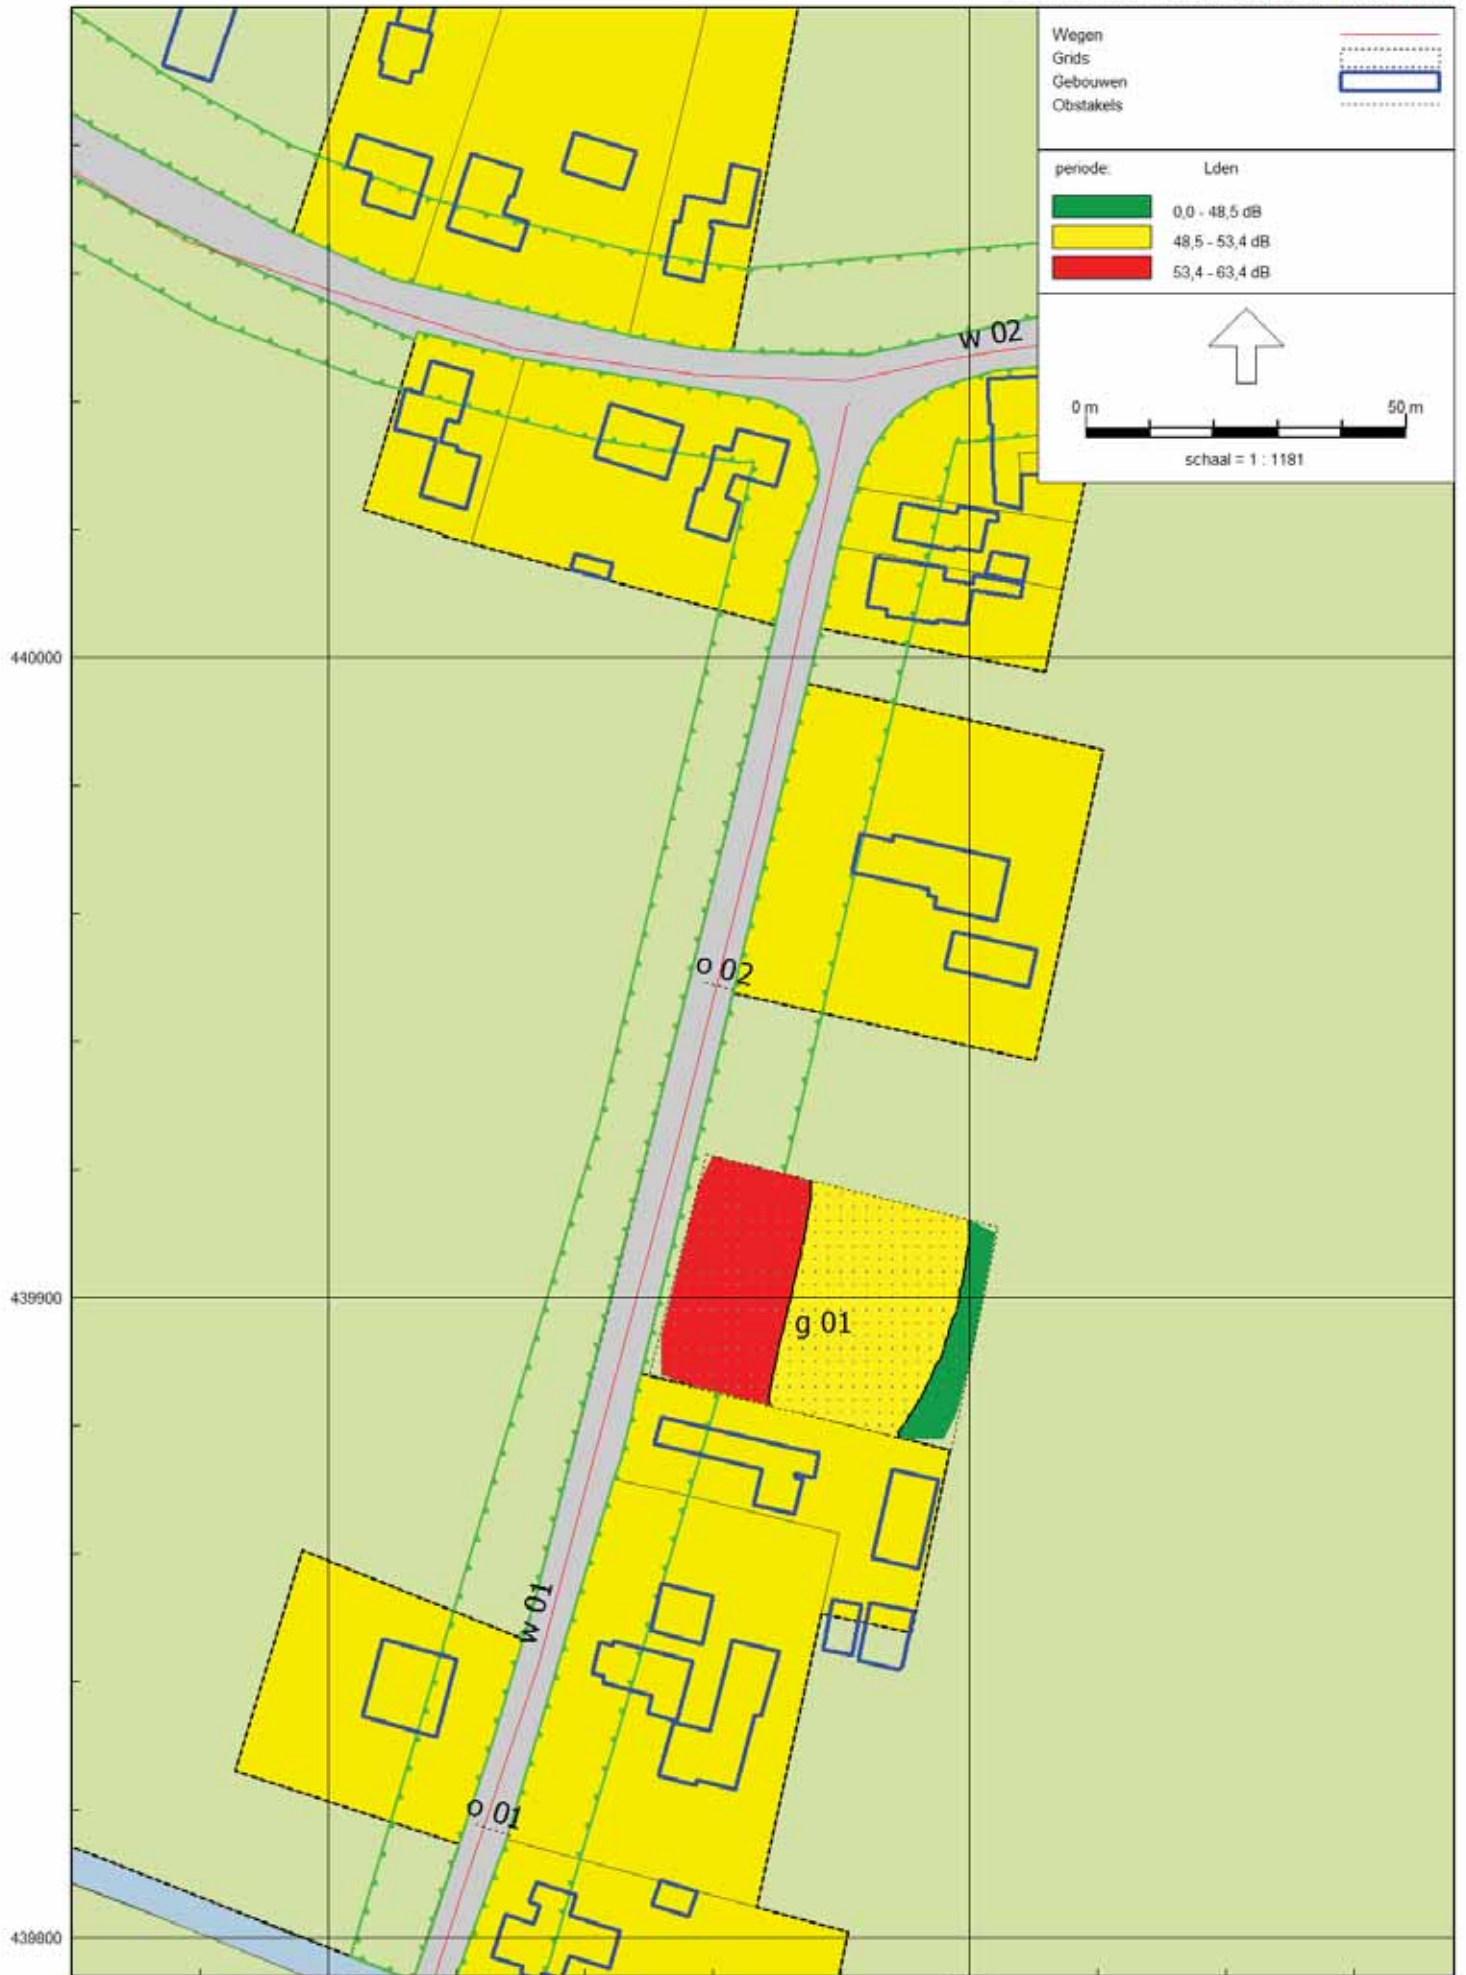 Wegen
Grids
Gebouwen
Obstakels
periode: Lden
0,0 - 48,5 dB
48,5 - 53,4 dB
53,4 - 63,4 dB
0 m 50 m
schaal = 1 : 1181
w 02
440000
o 02
439900
g 01
w 01
o 01
439800